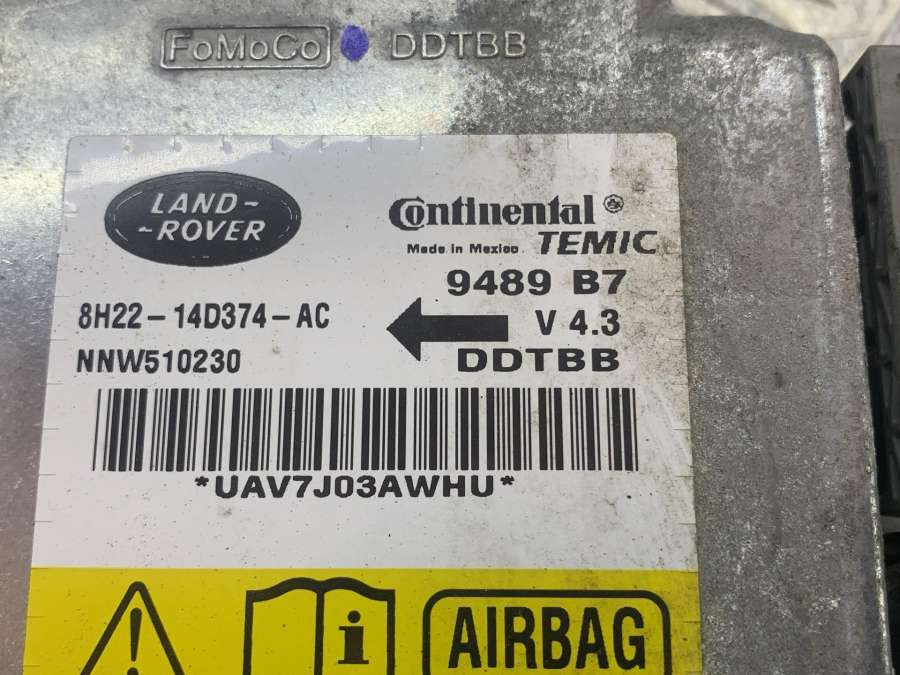 FoMoCo DDTBB
LAND-
-ROVER
Continental
Made in Mexico TEMIC
9489 B7
8H22-14D374-AC
V 4.3
NNW510230
DDTBB
*UAV7J03AWHU*
i
AIRBAG